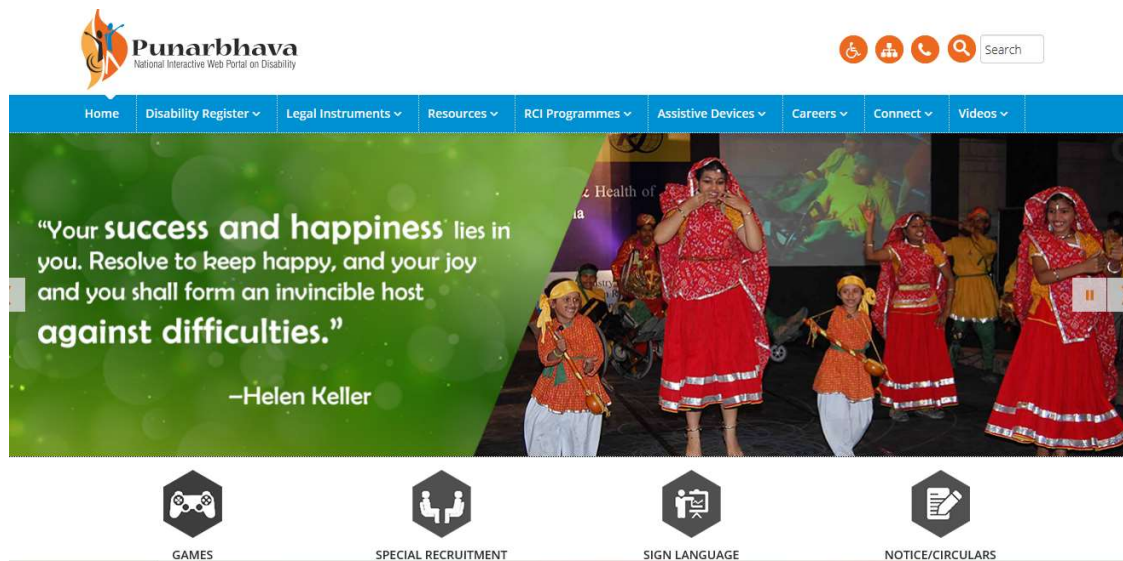 Punarbhava
National Interactive Web Portal on Disability
Search
Home Disability Register Legal Instruments Resources RCI Programmes Assistive Devices Careers Connect Videos
“Your success and happiness lies in
you. Resolve to keep happy, and your joy
and you shall form an invincible host
against difficulties.”
–Helen Keller
& Health of
GAMES SPECIAL RECRUITMENT SIGN LANGUAGE NOTICE/CIRCULARS